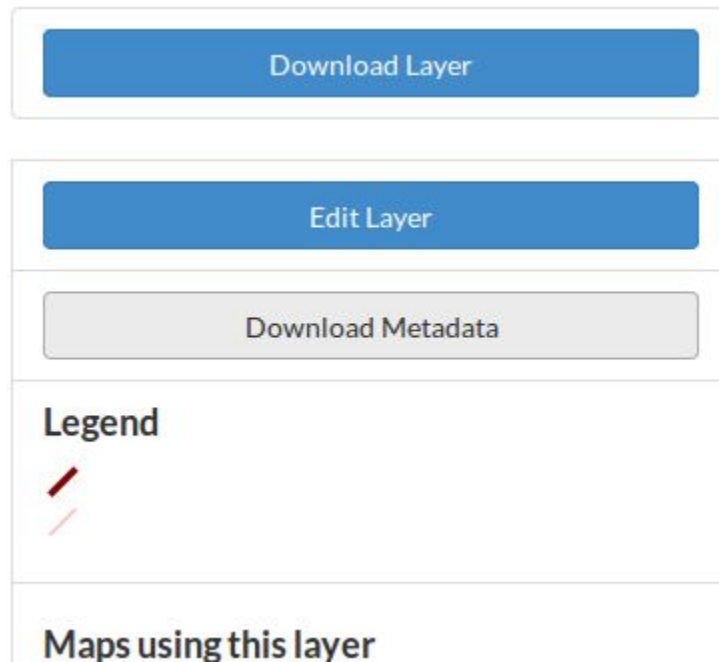 Download Layer
Edit Layer
Download Metadata
Legend
Maps using this layer